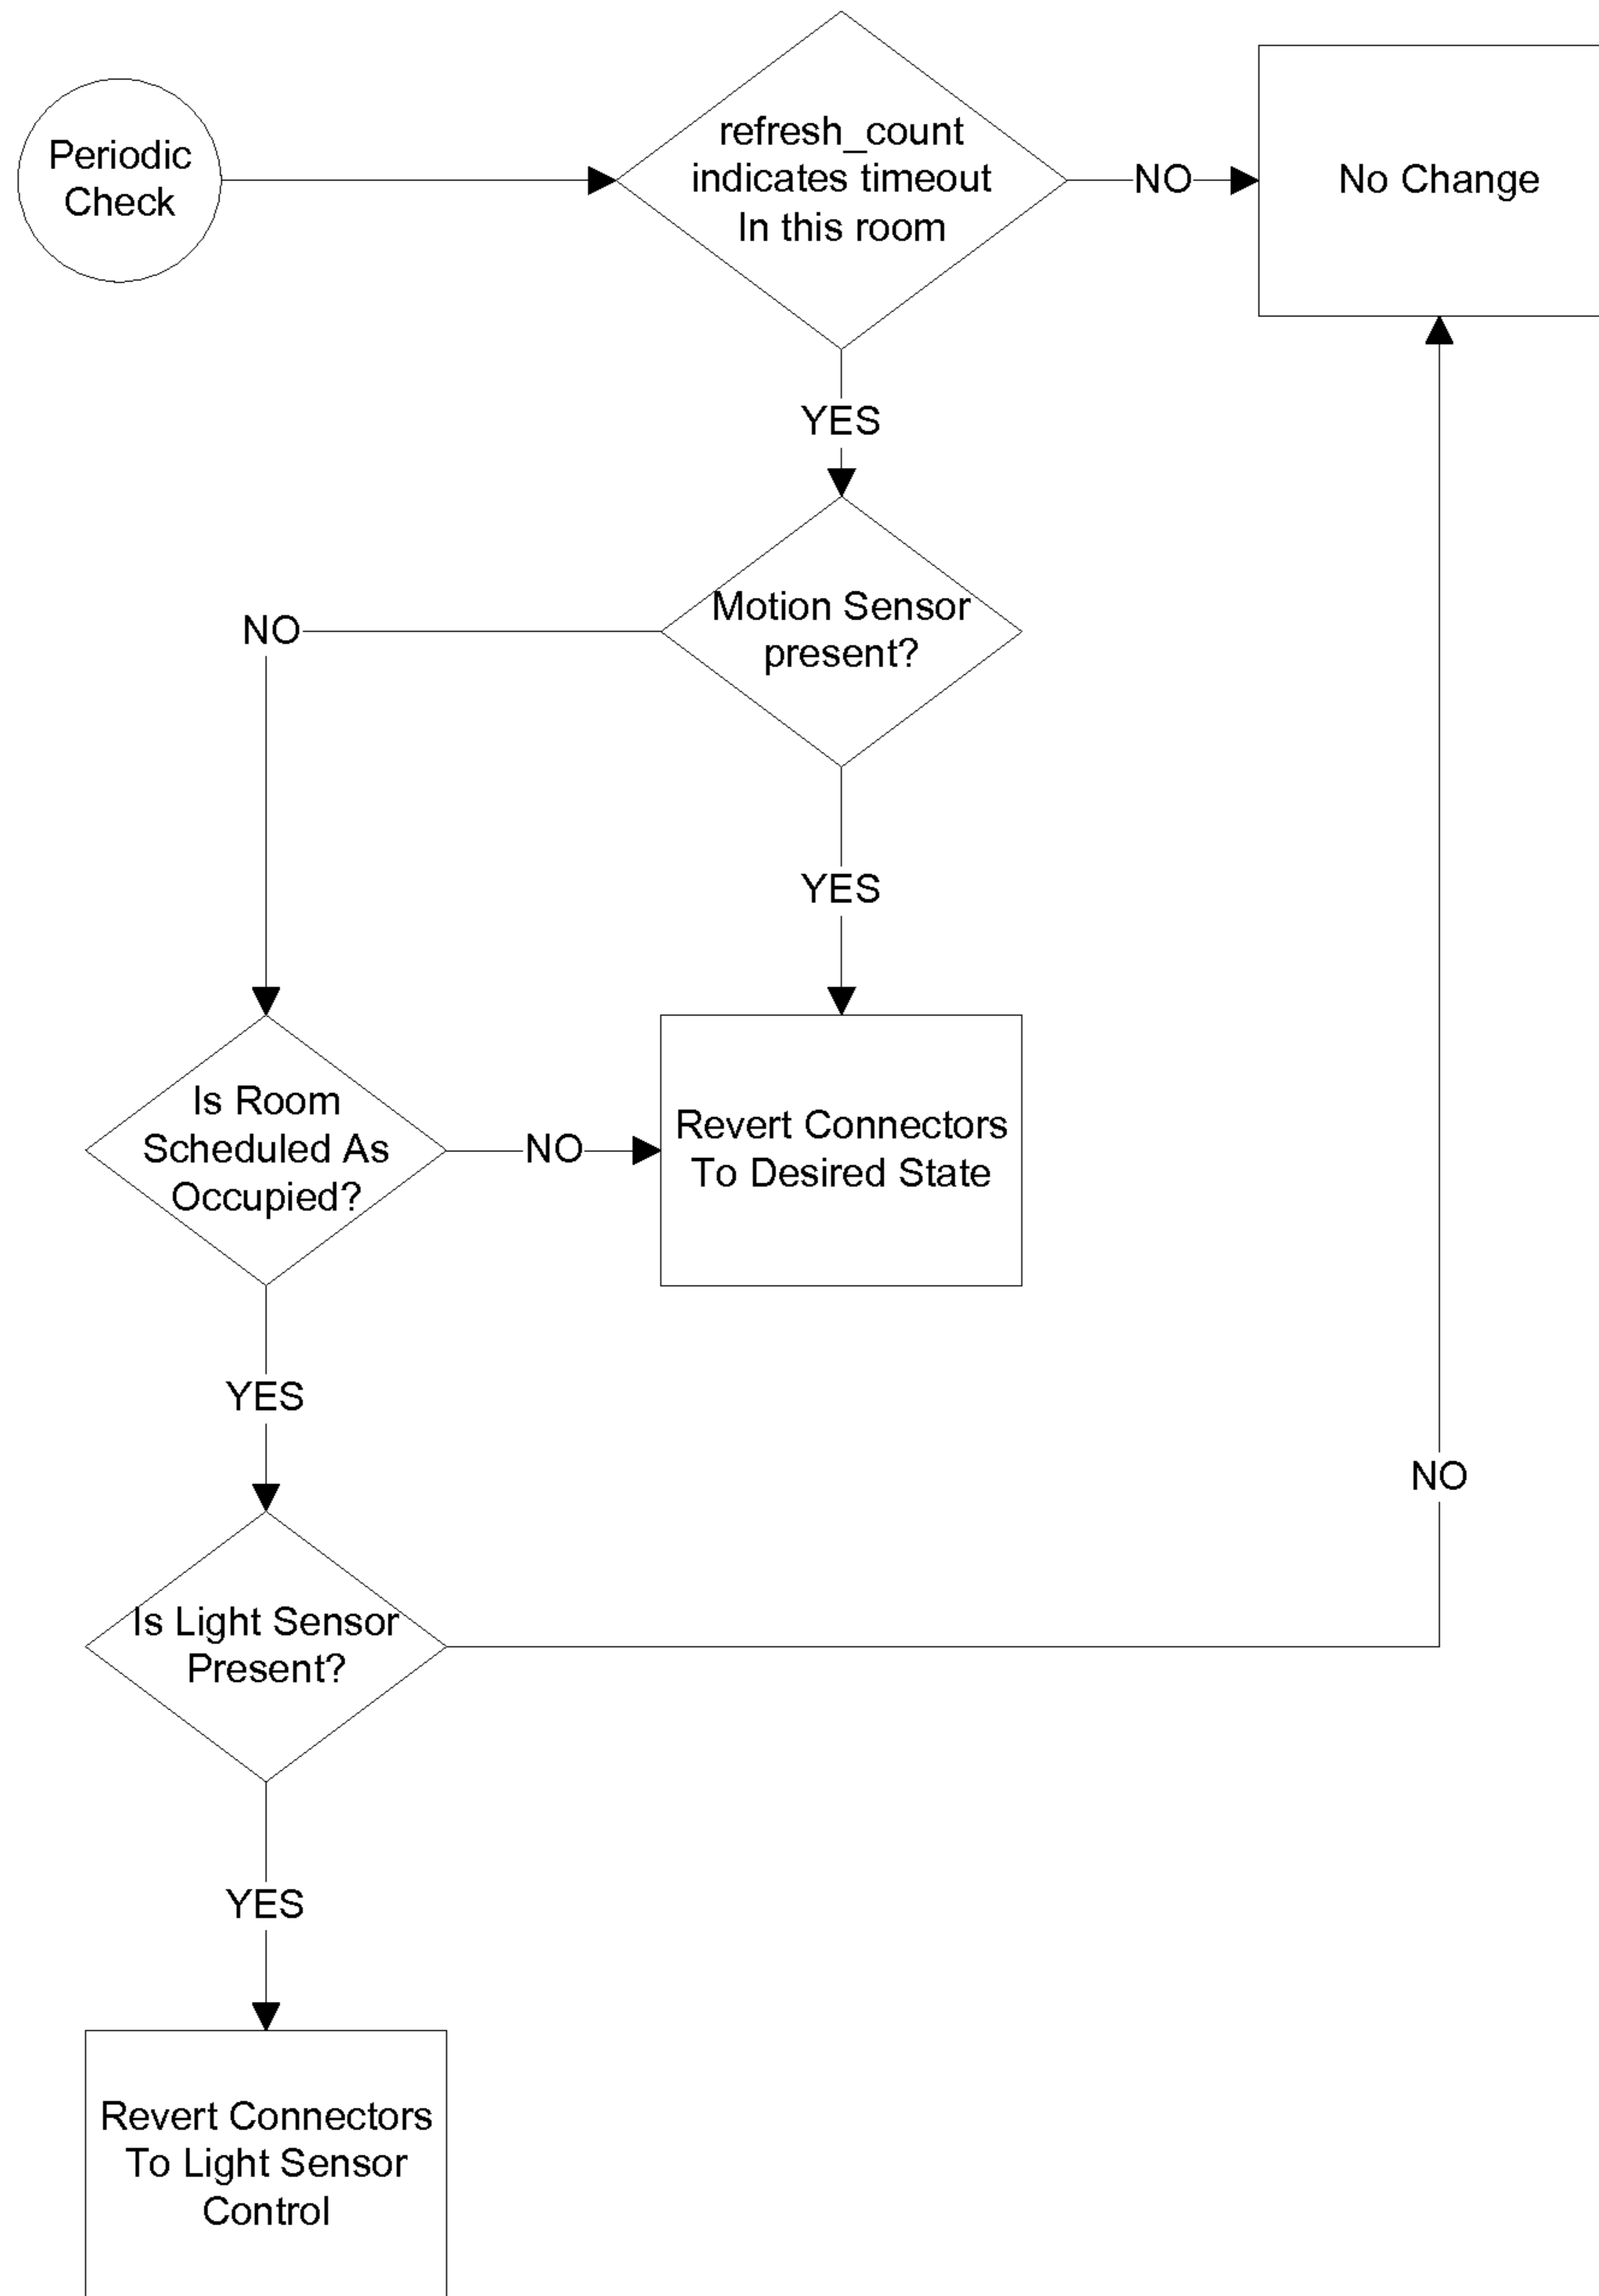 Periodic
Check
refresh_count
indicates timeout
In this room
NO
No Change
YES
Motion Sensor
present?
NO
YES
Is Room
Scheduled As
Occupied?
NO
Revert Connectors
To Desired State
YES
NO
Is Light Sensor
Present?
YES
Revert Connectors
To Light Sensor
Control